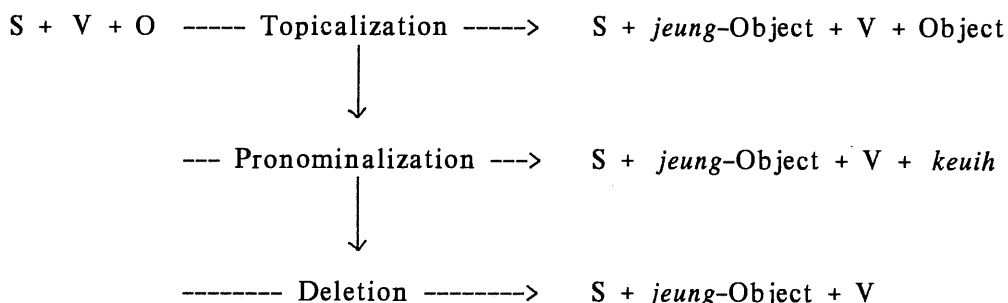 S + V + O ----- Topicalization -----> S + jeung-Object + V + Object
--- Pronominalization ---> S + jeung-Object + V + keuih
-------- Deletion --------> S + jeung-Object + V